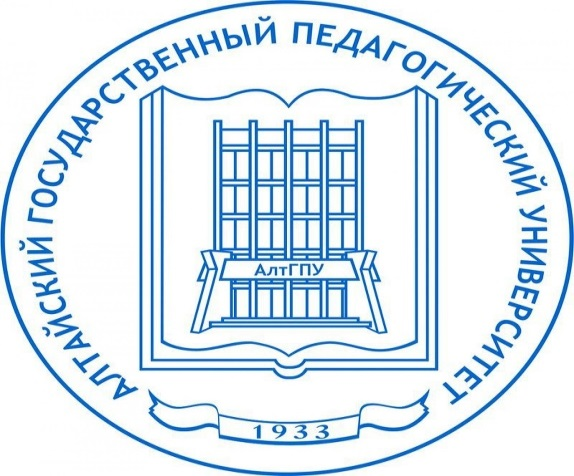 АЛТАЙСКИЙ ГОСУДАРСТВЕННЫЙ ПЕДАГОГИЧЕСКИЙ УНИВЕРСИТЕТ
АлтГПУ
1933